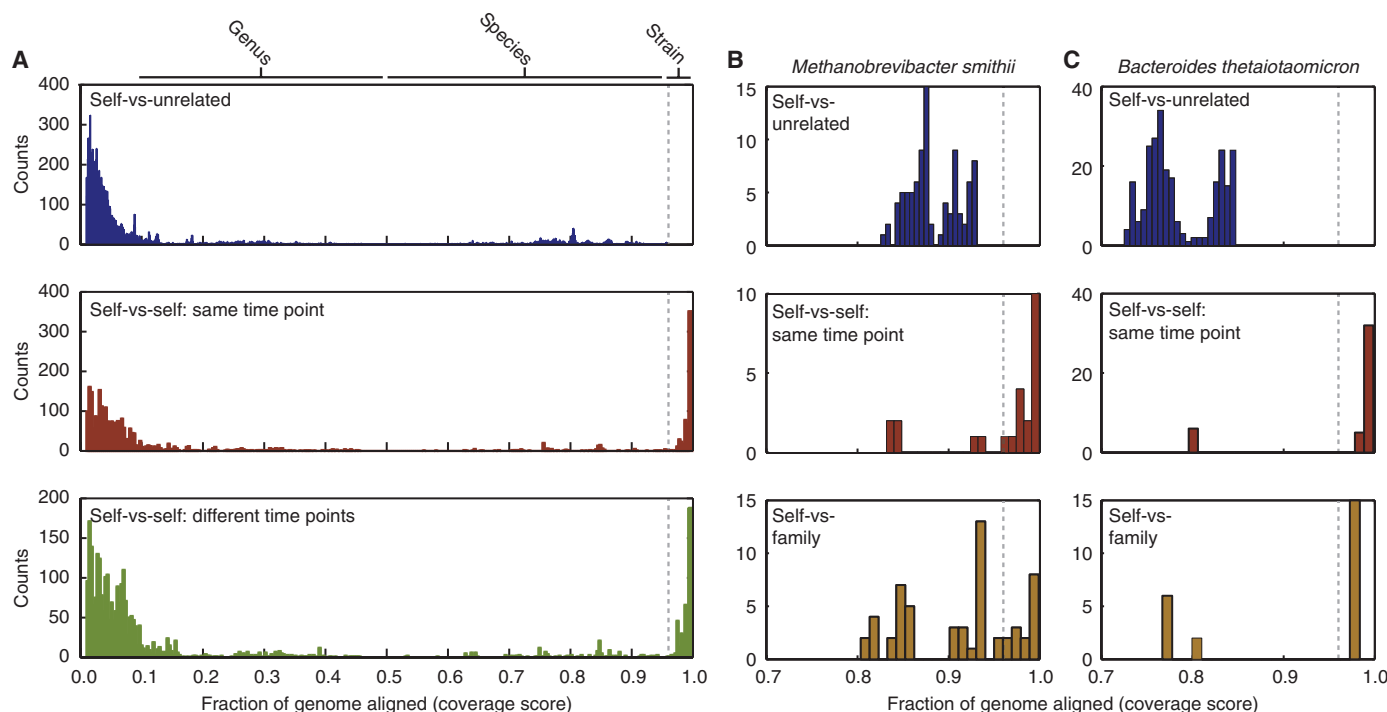 A
Genus
Species
Strain
400
300
200
100
0
Counts
Self-vs-unrelated
400
300
200
100
0
Counts
Self-vs-self: same time point
200
150
100
50
0
Counts
Self-vs-self: different time points
0.0 0.1 0.2 0.3 0.4 0.5 0.6 0.7 0.8 0.9 1.0
Fraction of genome aligned (coverage score)
B
Methanobrevibacter smithii
15
10
5
0
Self-vs-
unrelated
10
5
0
Self-vs-self:
same time point
15
10
5
0
Self-vs-
family
0.7 0.8 0.9 1.0
C
Bacteroides thetaiotaomicron
40
20
0
Self-vs-unrelated
40
20
0
Self-vs-self:
same time point
15
10
5
0
Self-vs-
family
0.7 0.8 0.9 1.0
Fraction of genome aligned (coverage score)